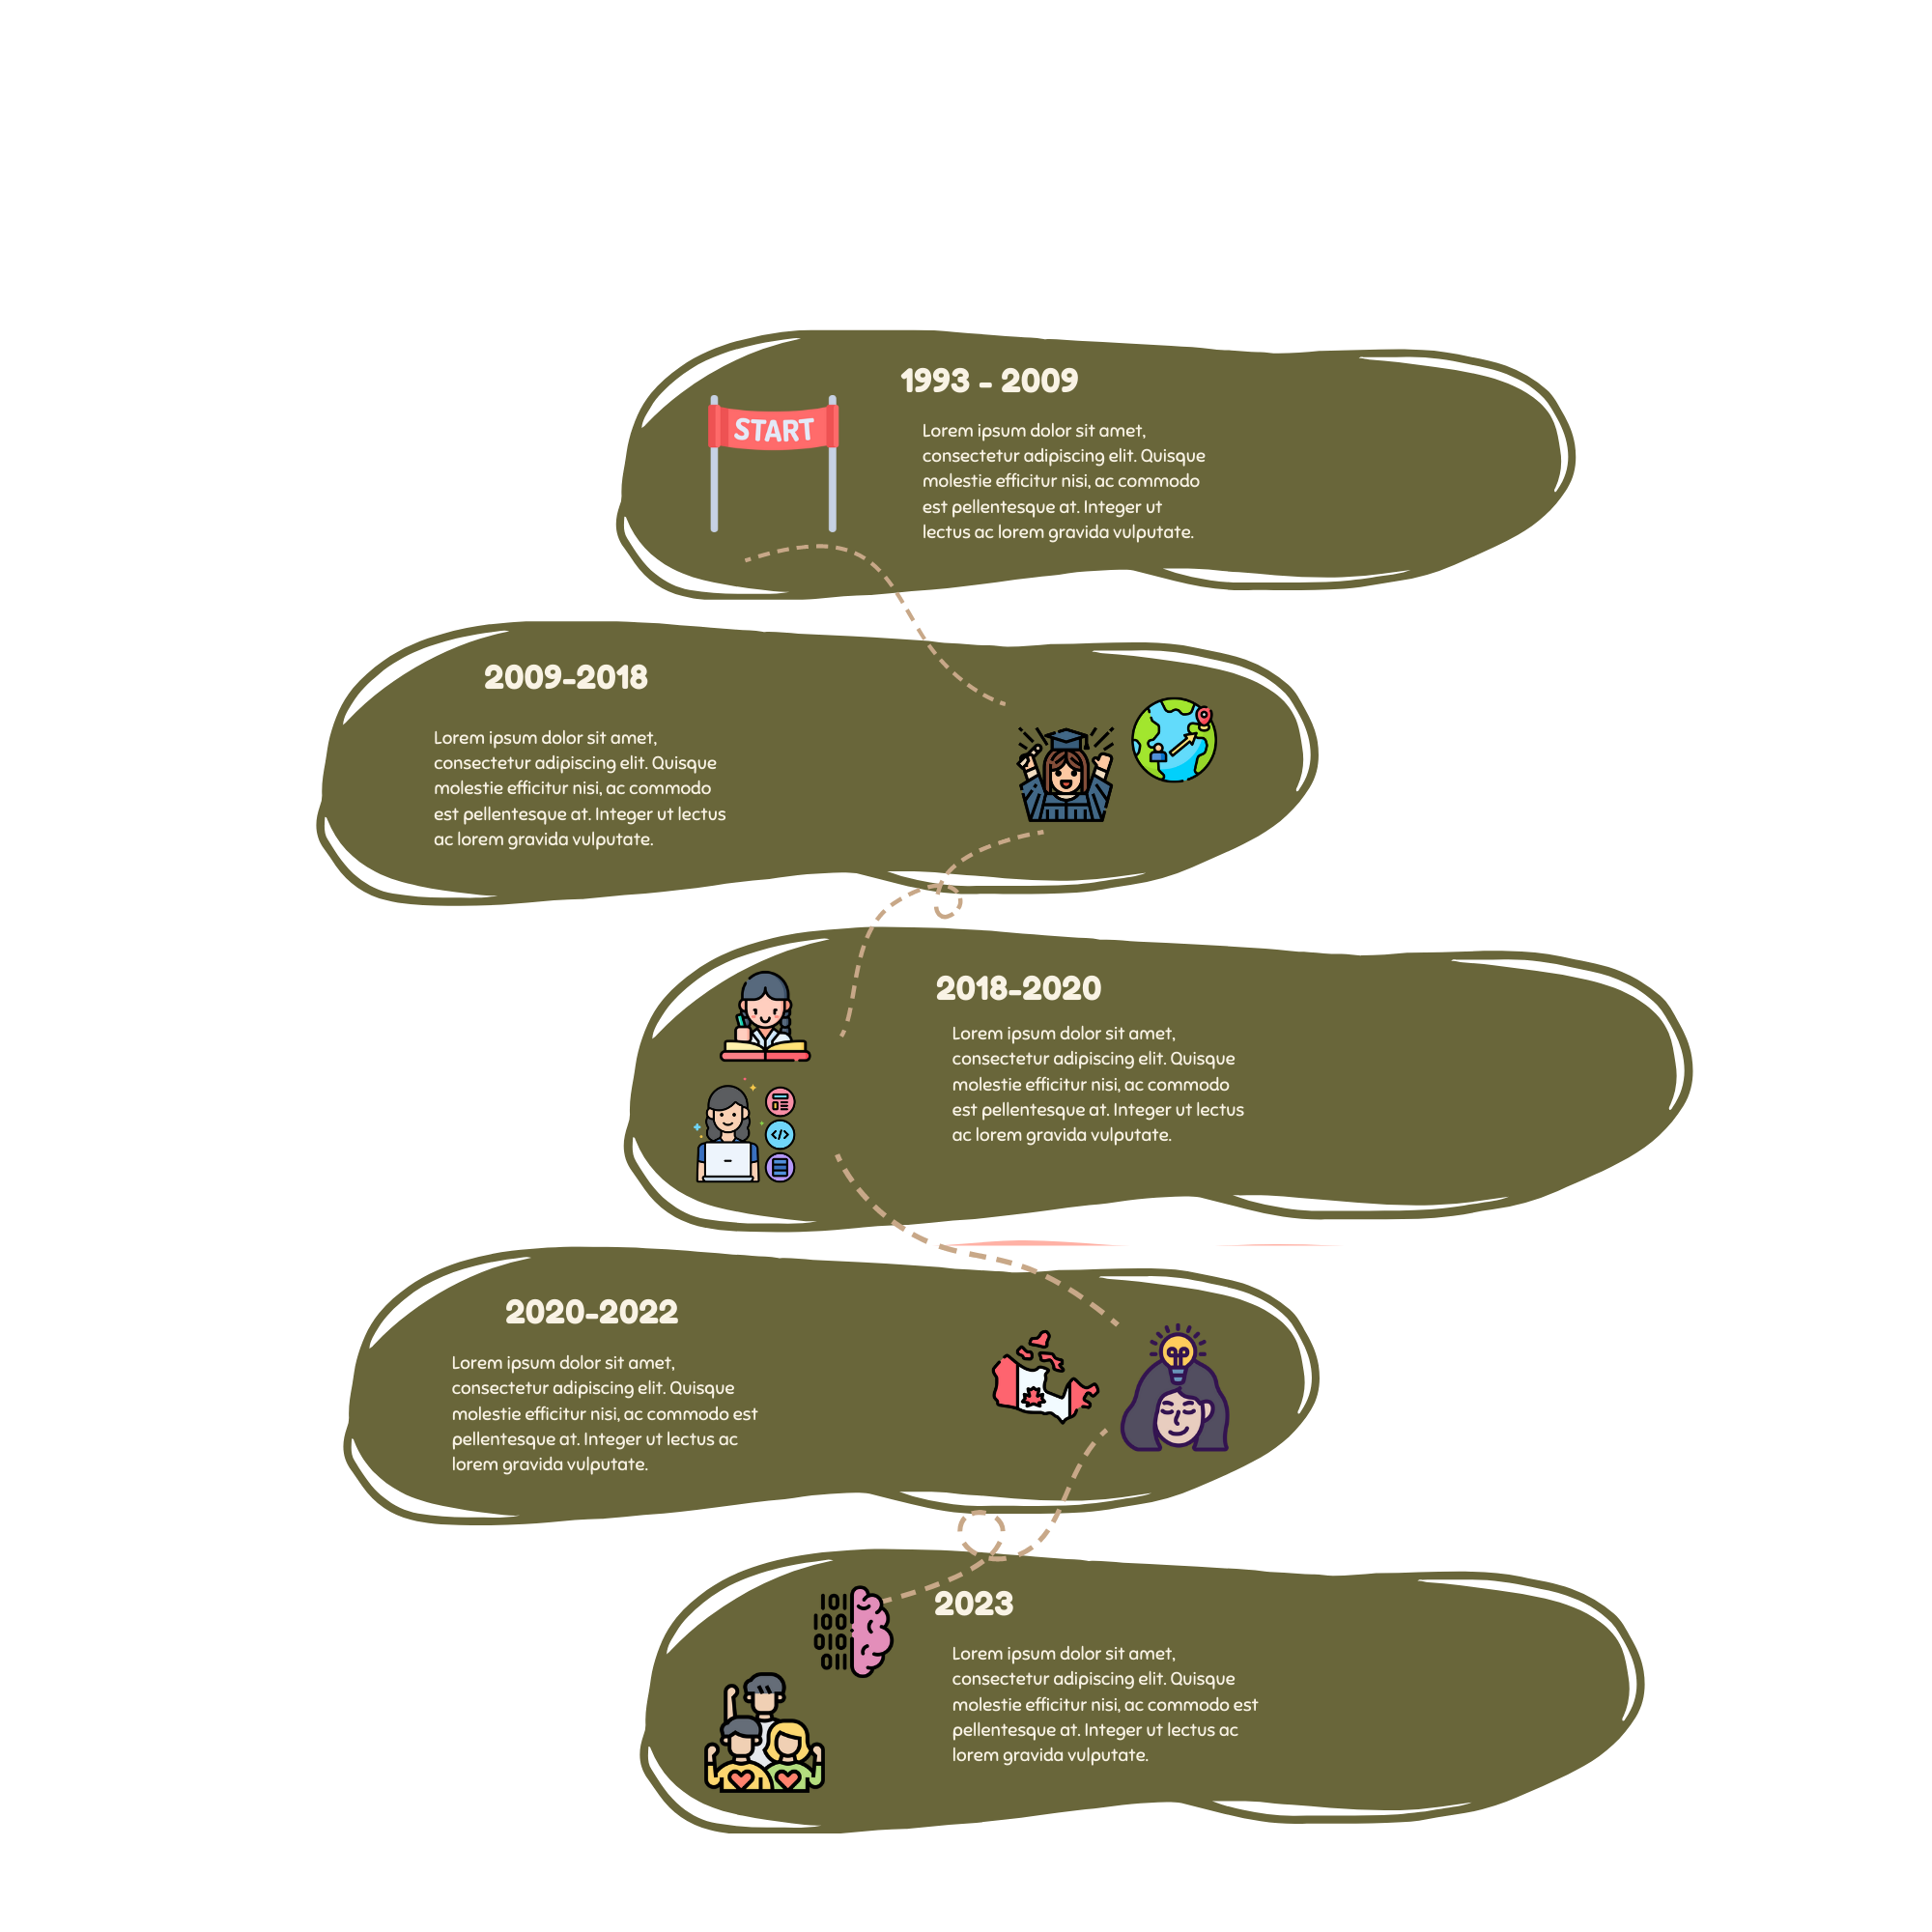 1993 - 2009
START
Lorem ipsum dolor sit amet,
consectetur adipiscing elit. Quisque
molestie efficitur nisi, ac commodo
est pellentesque at. Integer ut
lectus ac lorem gravida vulputate.
2009-2018
Lorem ipsum dolor sit amet,
consectetur adipiscing elit. Quisque
molestie efficitur nisi, ac commodo
est pellentesque at. Integer ut lectus
ac lorem gravida vulputate.
2018-2020
Lorem ipsum dolor sit amet,
consectetur adipiscing elit. Quisque
molestie efficitur nisi, ac commodo
est pellentesque at. Integer ut lectus
ac lorem gravida vulputate.
</>
2020-2022
Lorem ipsum dolor sit amet,
consectetur adipiscing elit. Quisque
molestie efficitur nisi, ac commodo est
pellentesque at. Integer ut lectus ac
lorem gravida vulputate.
2023
101
100
010
011
Lorem ipsum dolor sit amet,
consectetur adipiscing elit. Quisque
molestie efficitur nisi, ac commodo est
pellentesque at. Integer ut lectus ac
lorem gravida vulputate.